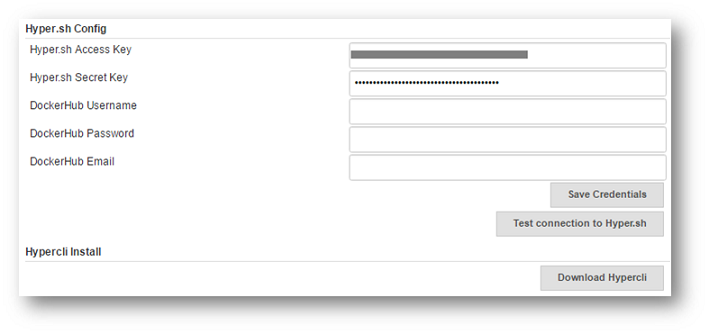 Hyper.sh Config
Hyper.sh Access Key
Hyper.sh Secret Key
DockerHub Username
DockerHub Password
DockerHub Email
Save Credentials
Test connection to Hyper.sh
Hypercli Install
Download Hypercli